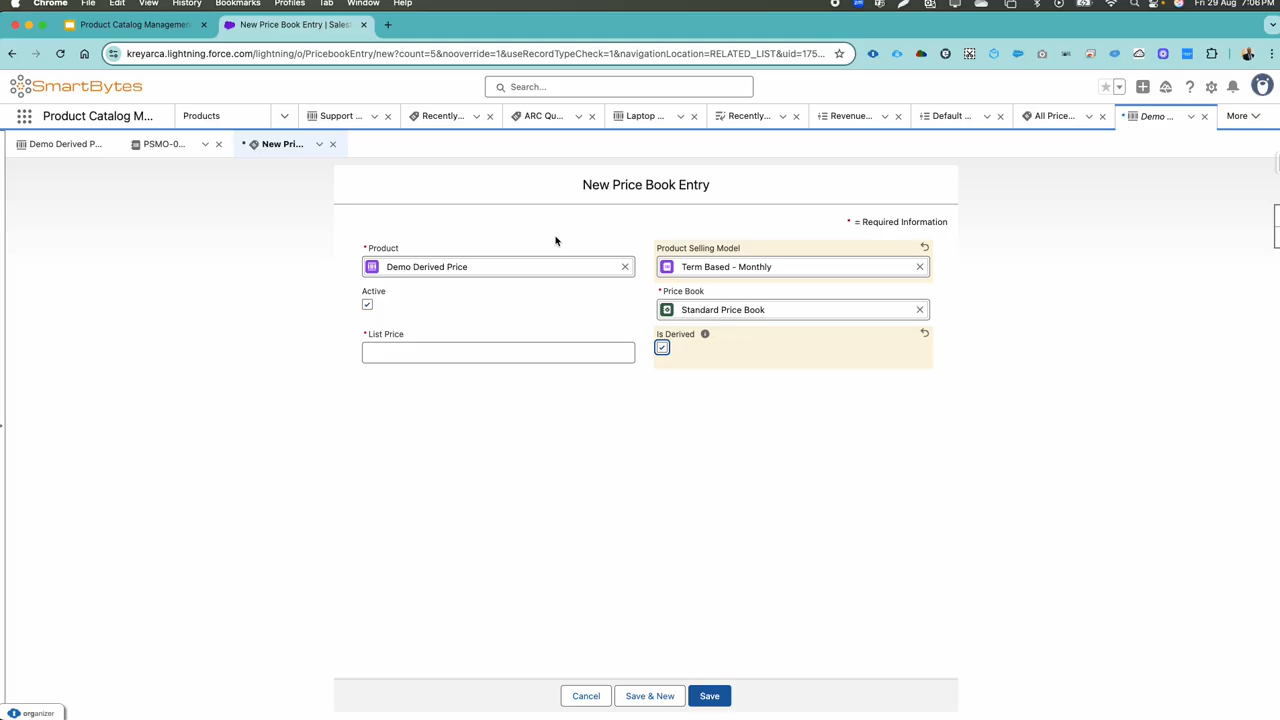 Chrome File Edit View History Bookmarks Profiles Tab Window Help Fri 29 Aug 7:06 PM
Product Catalog Managemen New Price Book Entry | Sales
kreyarca.lightning.force.com/lightning/o/PricebookEntry/new?count=5&nooverride=1&useRecordTypeCheck=1&navigationLocation=RELATED_LIST&uid=175...
SmartBytes
Search...
Product Catalog M... Products Support ... Recently... ARC Qu... Laptop ... Recently... Revenue... Default ... All Price... * Demo ... More
Demo Derived P... PSMO-0... * New Pri...
New Price Book Entry
* = Required Information
* Product
Demo Derived Price
Product Selling Model
Term Based - Monthly
Active
* Price Book
Standard Price Book
* List Price
Is Derived
Cancel Save & New Save
organizer